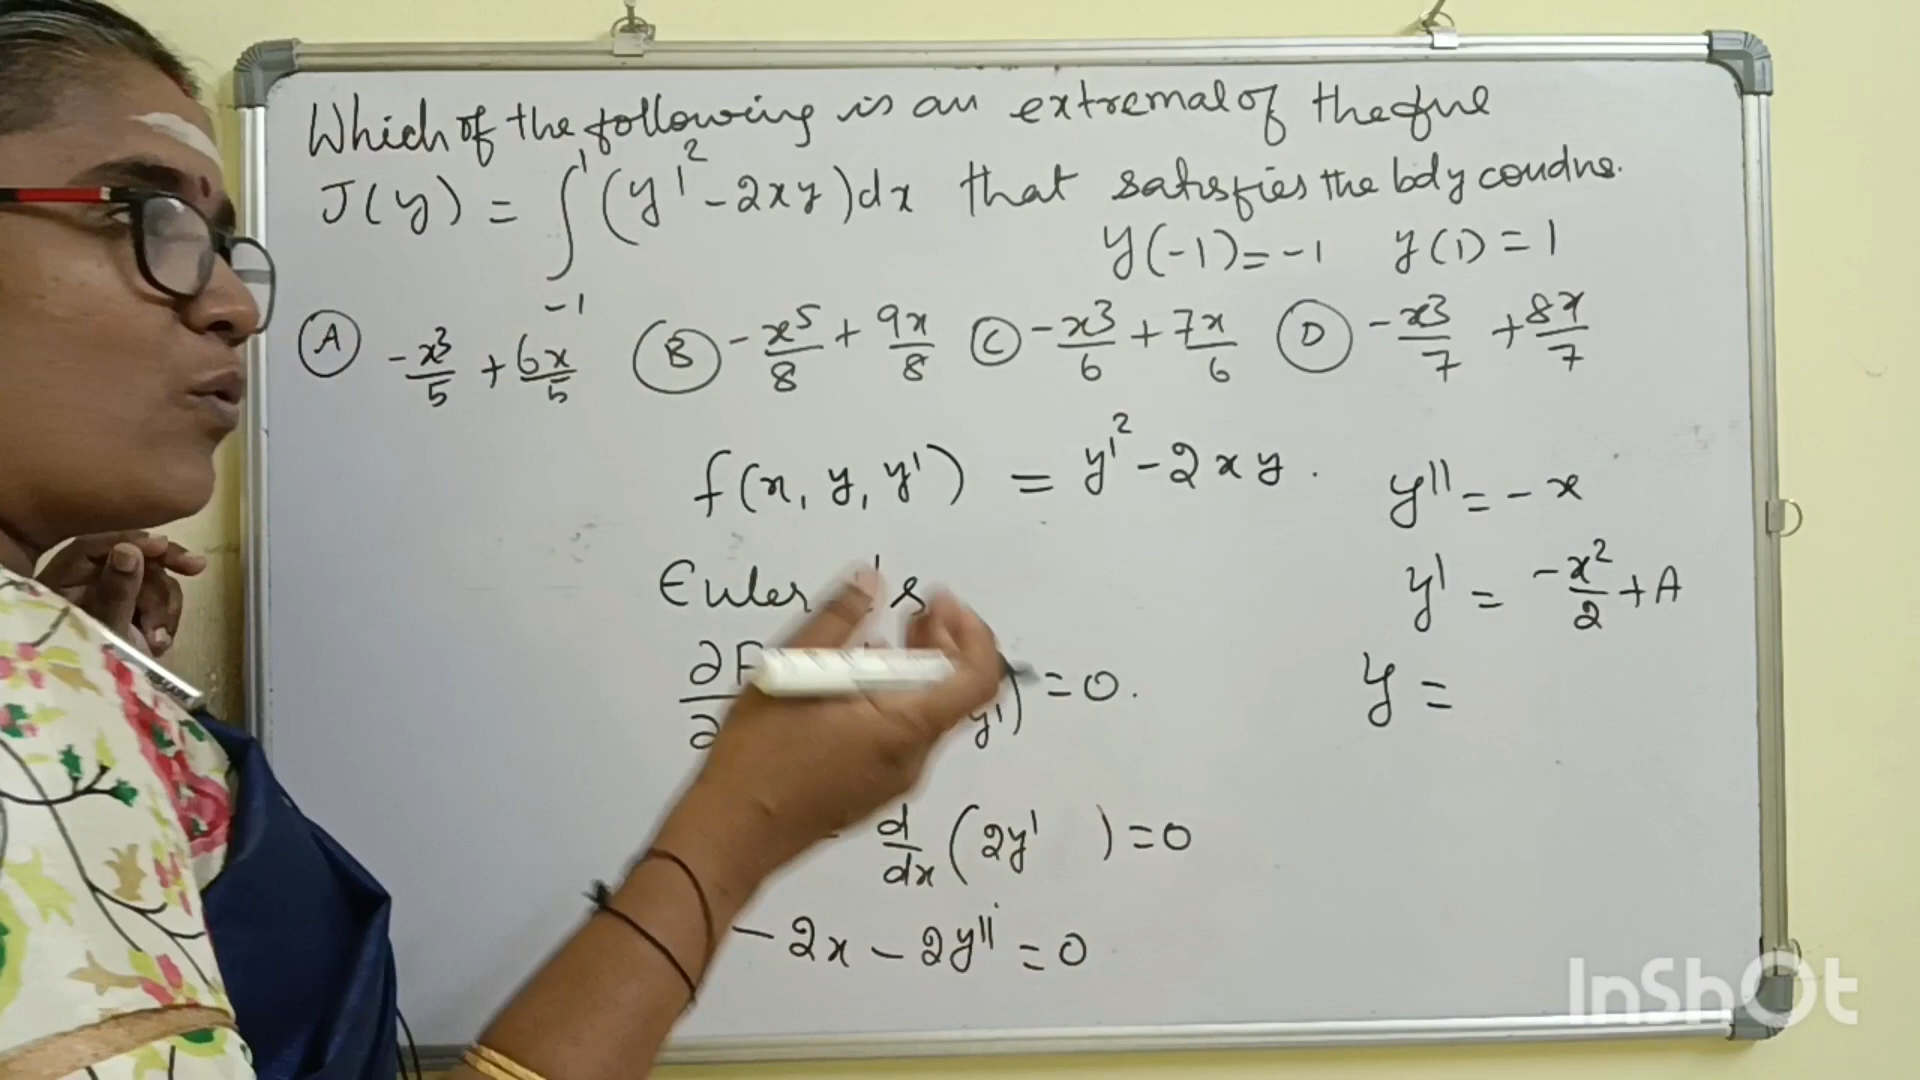 Which of the following is an extremal of the fnl
J(y) = ∫₋₁¹ (y'² - 2xy)dx that satisfies the bdy condns.
y(-1) = -1 y(1) = 1
(A) -x³/5 + 6x/5 (B) -x⁵/8 + 9x/8 (C) -x³/6 + 7x/6 (D) -x³/7 + 8x/7
f(x, y, y') = y'² - 2xy.
Euler 's
∂F y') = 0.
- d/dx (2y' ) = 0
- 2x - 2y'' = 0
y'' = -x
y' = -x²/2 + A
y =
InShOt